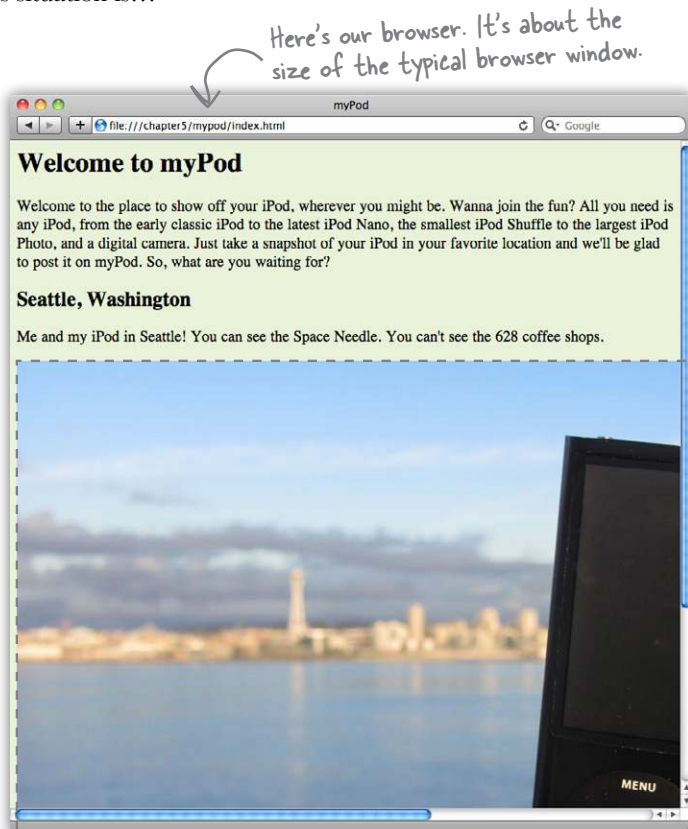 s situation is…
Here's our browser. It's about the
size of the typical browser window.
myPod
file:///chapter5/mypod/index.html
Google
Welcome to myPod
Welcome to the place to show off your iPod, wherever you might be. Wanna join the fun? All you need is
any iPod, from the early classic iPod to the latest iPod Nano, the smallest iPod Shuffle to the largest iPod
Photo, and a digital camera. Just take a snapshot of your iPod in your favorite location and we'll be glad
to post it on myPod. So, what are you waiting for?
Seattle, Washington
Me and my iPod in Seattle! You can see the Space Needle. You can't see the 628 coffee shops.
MENU